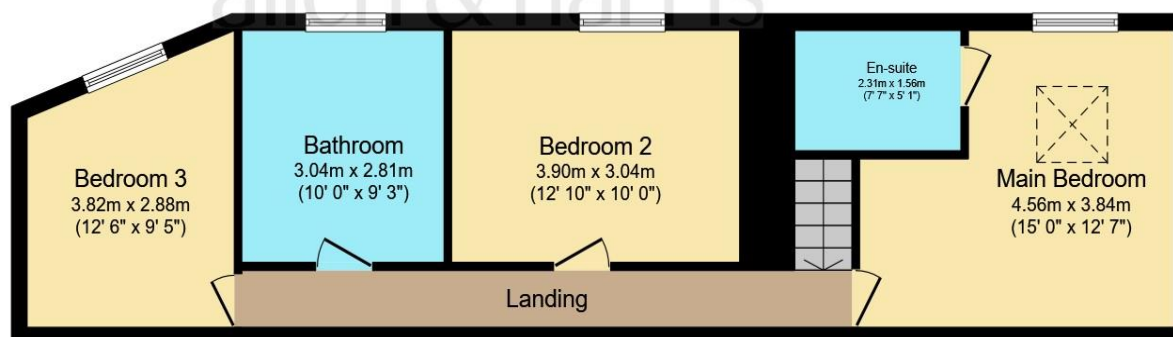 allen & harris
Bedroom 3
3.82m x 2.88m
(12' 6" x 9' 5")
Bathroom
3.04m x 2.81m
(10' 0" x 9' 3")
Bedroom 2
3.90m x 3.04m
(12' 10" x 10' 0")
En-suite
2.31m x 1.56m
(7' 7" x 5' 1")
Main Bedroom
4.56m x 3.84m
(15' 0" x 12' 7")
Landing